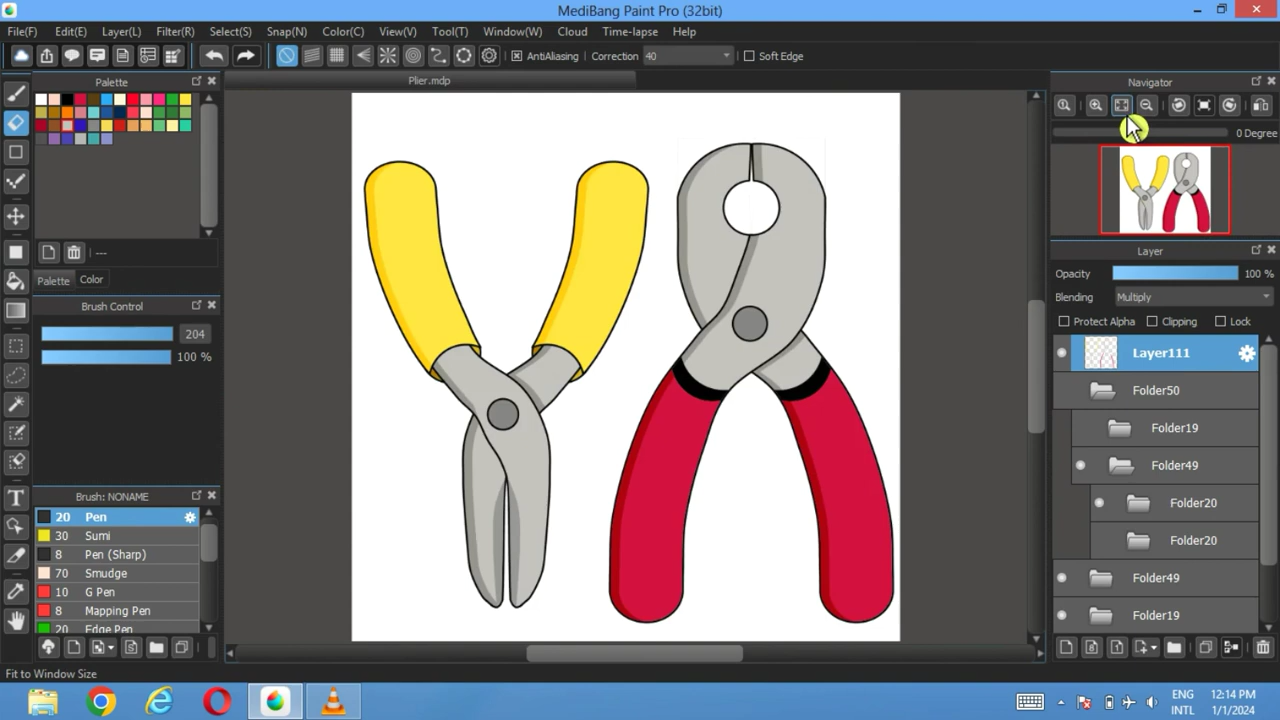 MediBang Paint Pro (32bit)
File(F) Edit(E) Layer(L) Filter(R) Select(S) Snap(N) Color(C) View(V) Tool(T) Window(W) Cloud Time-lapse Help
AntiAliasing Correction 40 Soft Edge
Palette
Plier.mdp
Navigator
0 Degree
---
Palette Color
Brush Control
204
100 %
Brush: NONAME
20 Pen
30 Sumi
8 Pen (Sharp)
70 Smudge
10 G Pen
8 Mapping Pen
20 Edge Pen
Layer
Opacity 100 %
Blending Multiply
Protect Alpha Clipping Lock
Layer111
Folder50
Folder19
Folder49
Folder20
Folder20
Folder49
Folder19
Fit to Window Size
ENG 12:14 PM
INTL 1/1/2024